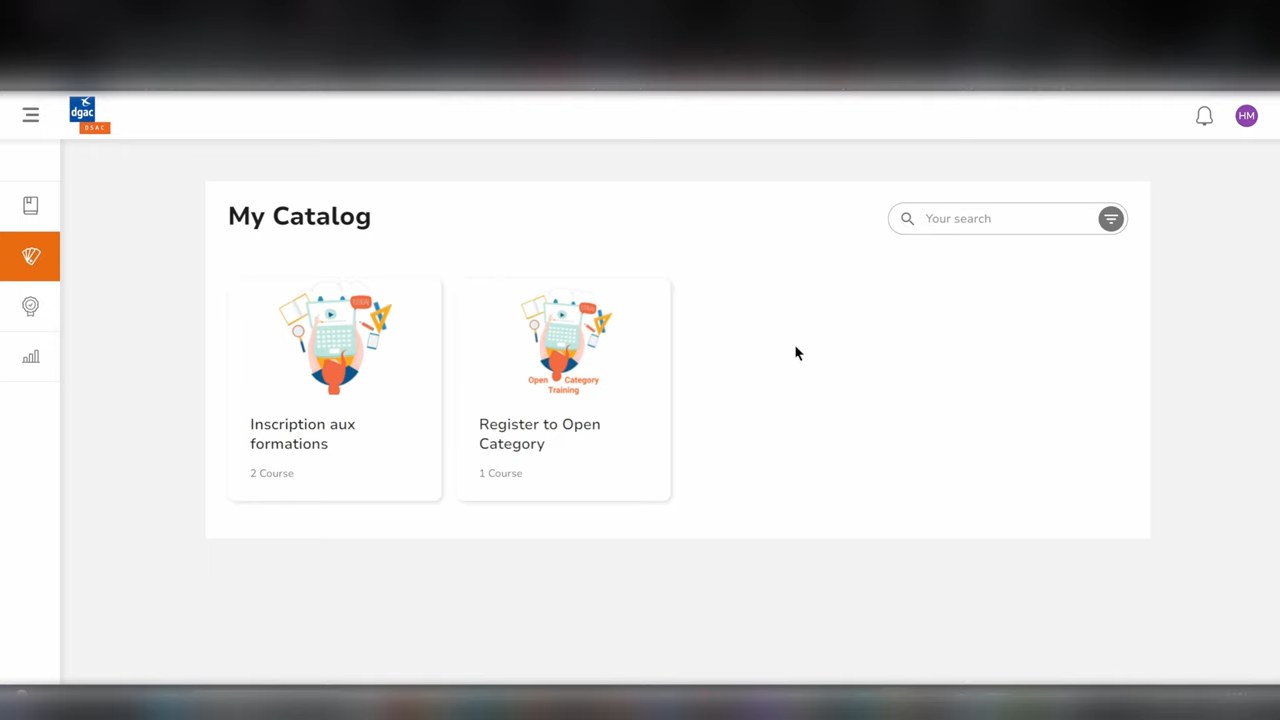 dgac
DSAC
HM
My Catalog
Your search
Open Category
Training
Inscription aux
formations
2 Course
Register to Open
Category
1 Course